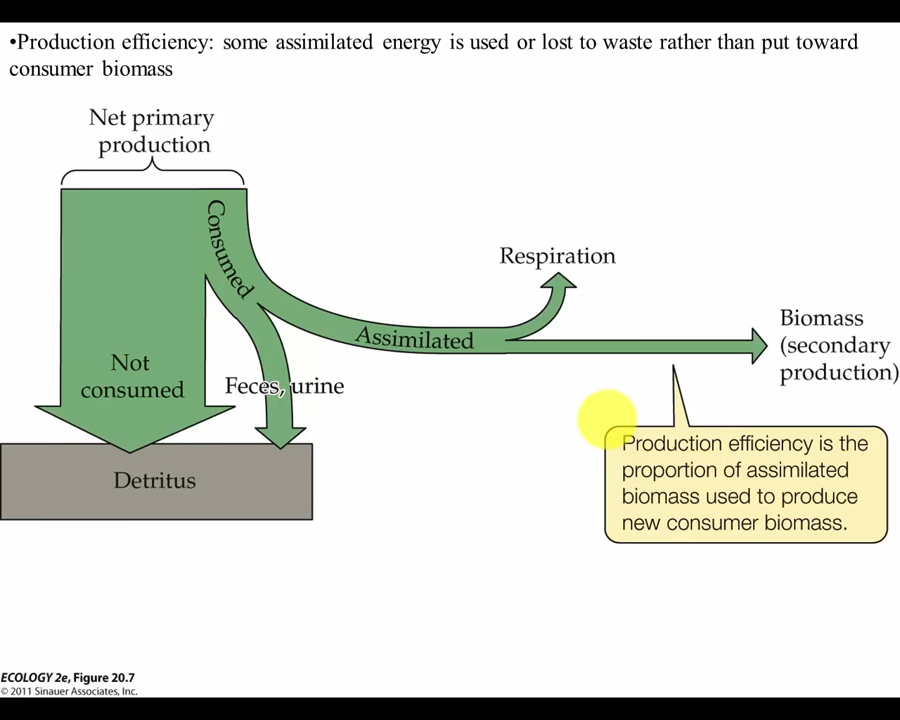 •Production efficiency: some assimilated energy is used or lost to waste rather than put toward
consumer biomass
Net primary
production
Consumed
Respiration
Assimilated
Biomass
(secondary
production)
Not
consumed
Feces, urine
Detritus
Production efficiency is the
proportion of assimilated
biomass used to produce
new consumer biomass.
ECOLOGY 2e, Figure 20.7
© 2011 Sinauer Associates, Inc.